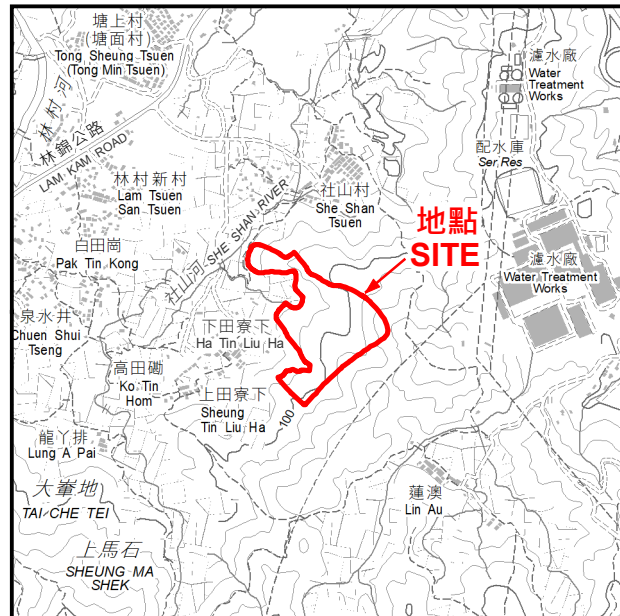 塘上村
(塘面村)
Tong Sheung Tsuen
(Tong Min Tsuen)
林村河
林錦公路
LAM KAM ROAD
濾水廠
Water
Treatment
Works
配水庫
Ser Res
林村新村
Lam Tsuen
San Tsuen
社山村
She Shan
Tsuen
社山河 SHE SHAN RIVER
地點
SITE
白田崗
Pak Tin Kong
濾水廠
Water Treatment
Works
泉水井
Chuen Shui
Tseng
下田寮下
Ha Tin Liu Ha
高田磡
Ko Tin
Hom
上田寮下
Sheung
Tin Liu Ha
100
龍丫排
Lung A Pai
大輋地
TAI CHE TEI
蓮澳
Lin Au
上馬石
SHEUNG MA
SHEK